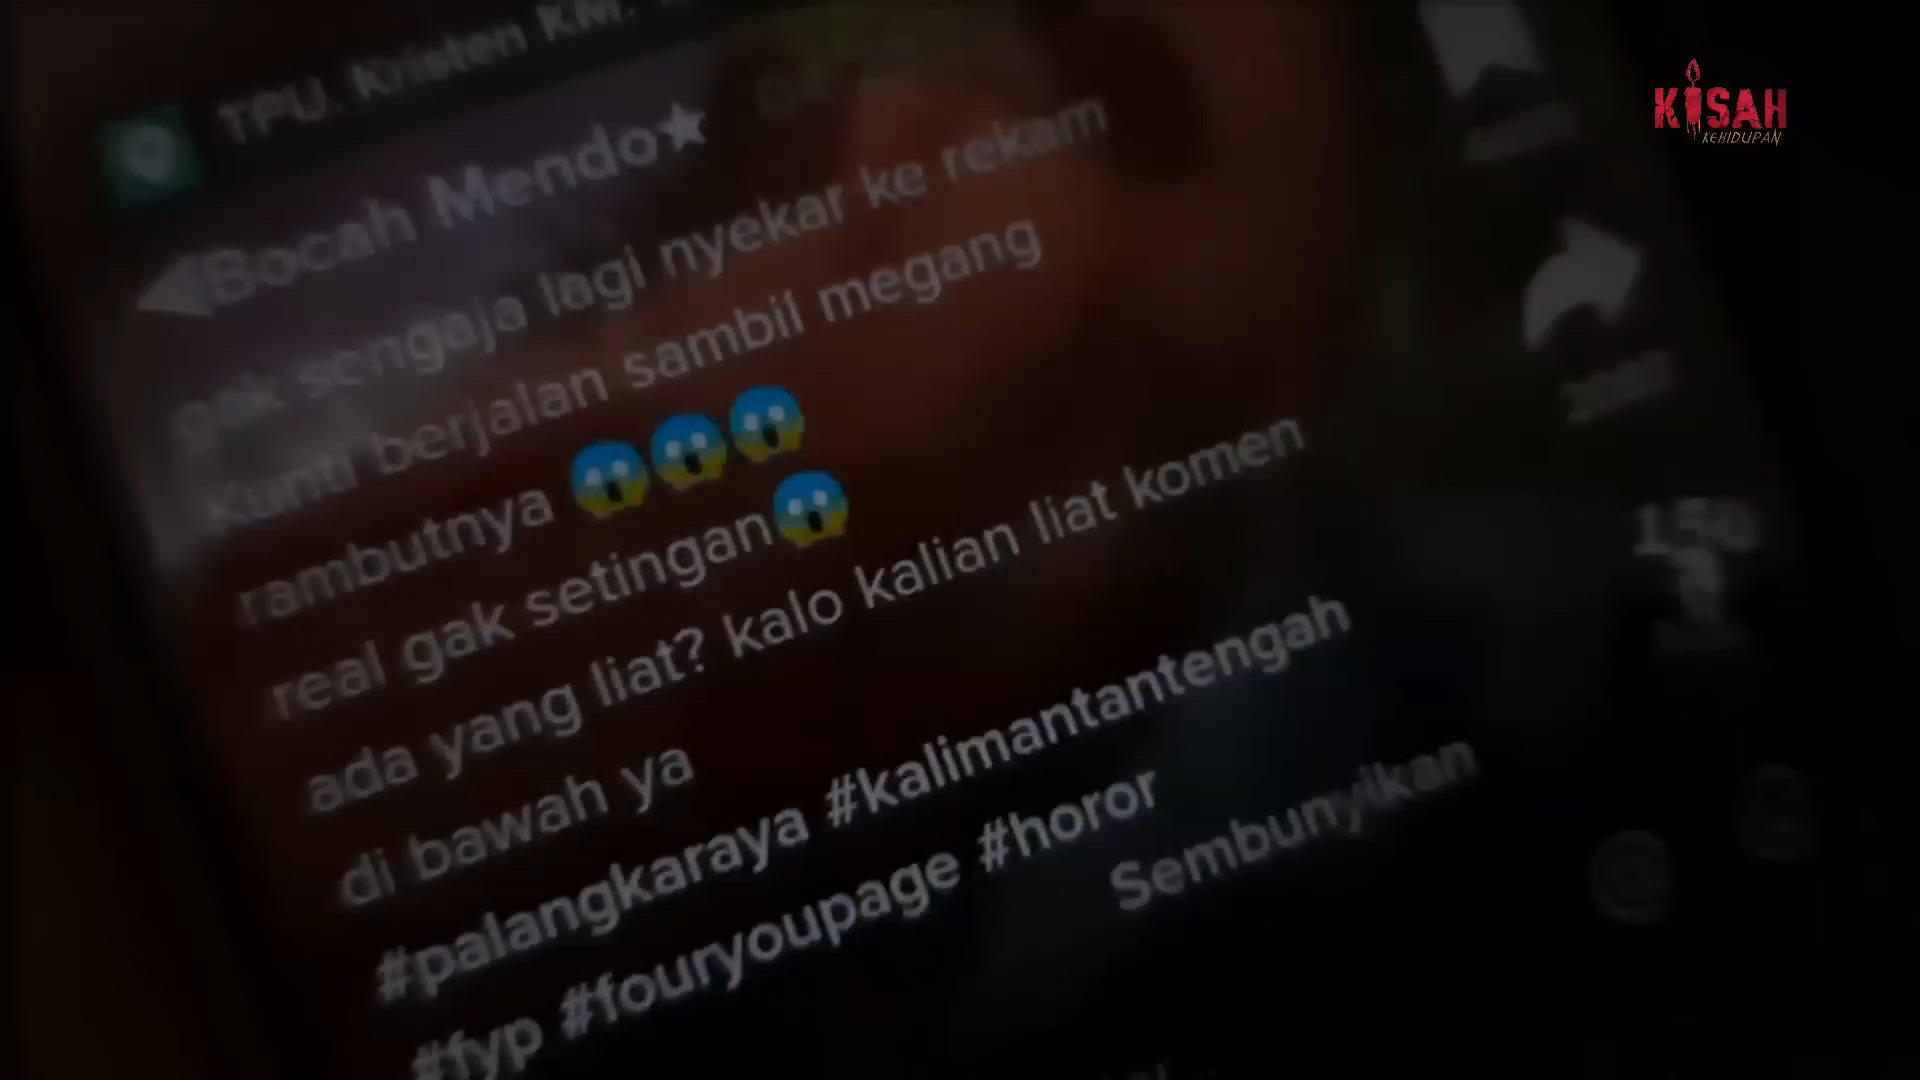 TPU. Kristen KM.
Bocah Mendo★
gak sengaja lagi nyekar ke rekam
Kunti berjalan sambil megang
rambutnya 😱😱😱
real gak setingan😱
ada yang liat? kalo kalian liat komen
di bawah ya
#palangkaraya #kalimantantengah
#fyp #fouryoupage #horor
Sembunyikan
150
KISAH
KEHIDUPAN